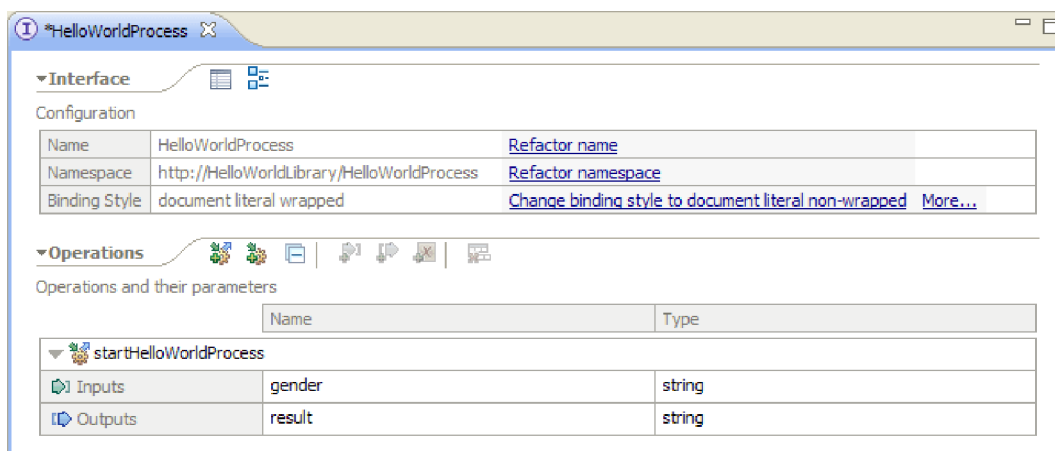 *HelloWorldProcess
Interface
Configuration
Name HelloWorldProcess Refactor name
Namespace http://HelloWorldLibrary/HelloWorldProcess Refactor namespace
Binding Style document literal wrapped Change binding style to document literal non-wrapped More...
Operations
Operations and their parameters
Name Type
startHelloWorldProcess
Inputs gender string
Outputs result string